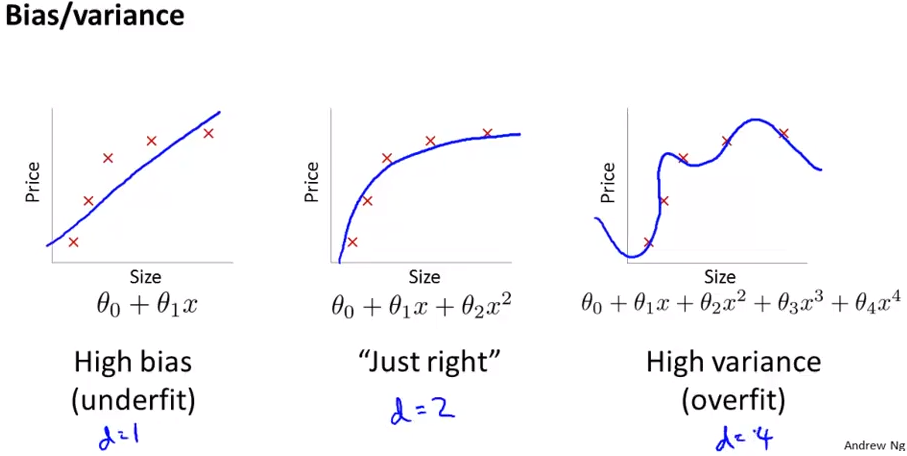 Bias/variance
Price
Size
θ₀ + θ₁x
High bias
(underfit)
d=1
Price
Size
θ₀ + θ₁x + θ₂x²
“Just right”
d=2
Price
Size
θ₀ + θ₁x + θ₂x² + θ₃x³ + θ₄x⁴
High variance
(overfit)
d=4
Andrew Ng